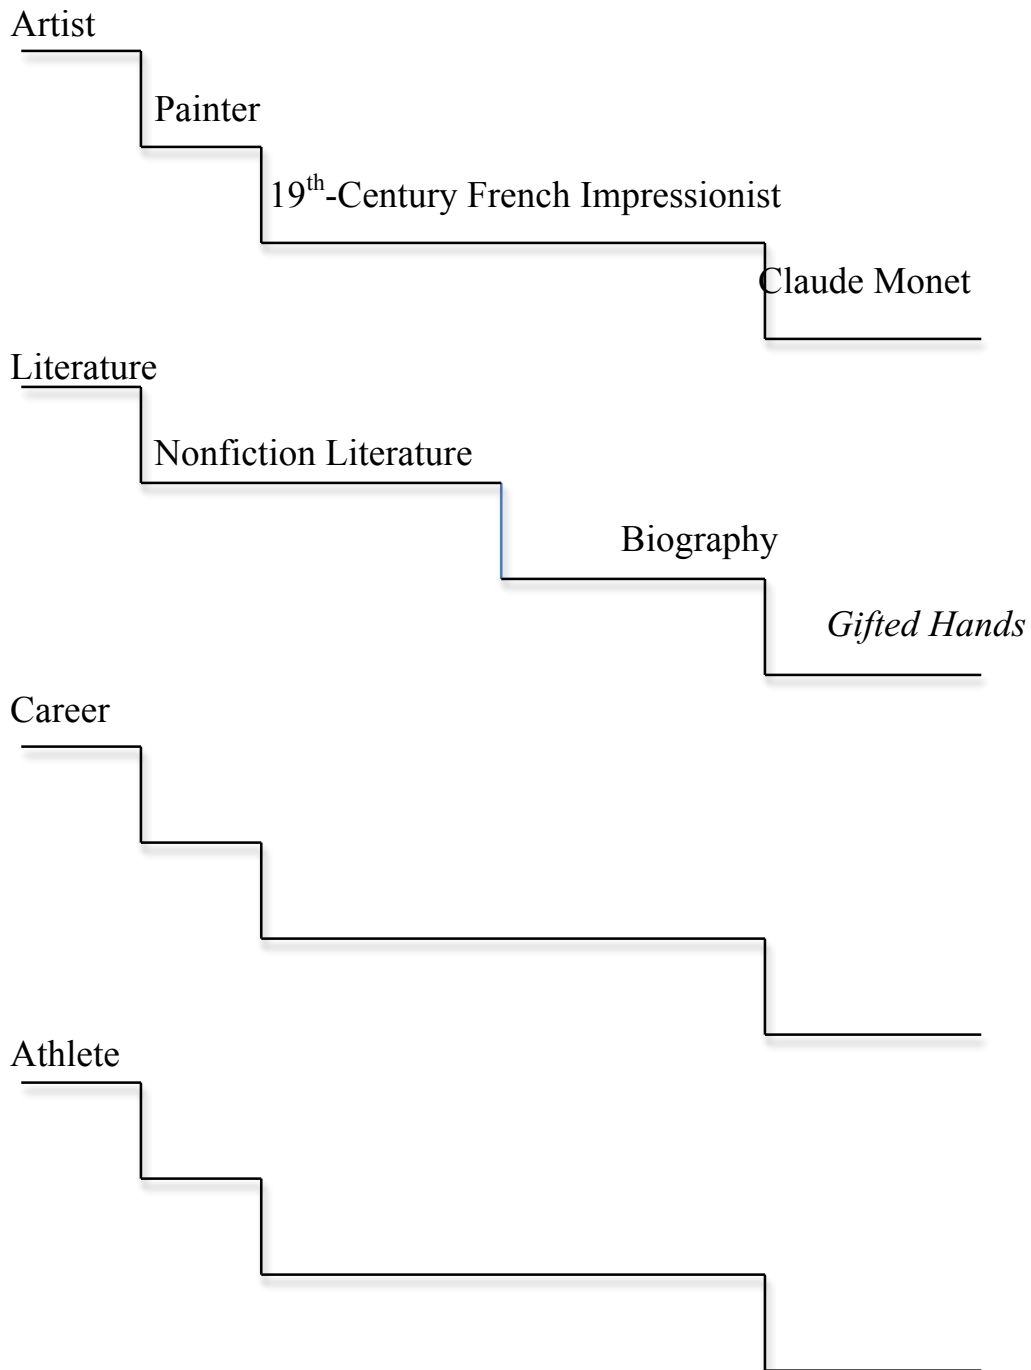 Artist
Painter
19th-Century French Impressionist
Claude Monet
Literature
Nonfiction Literature
Biography
Gifted Hands
Career
Athlete